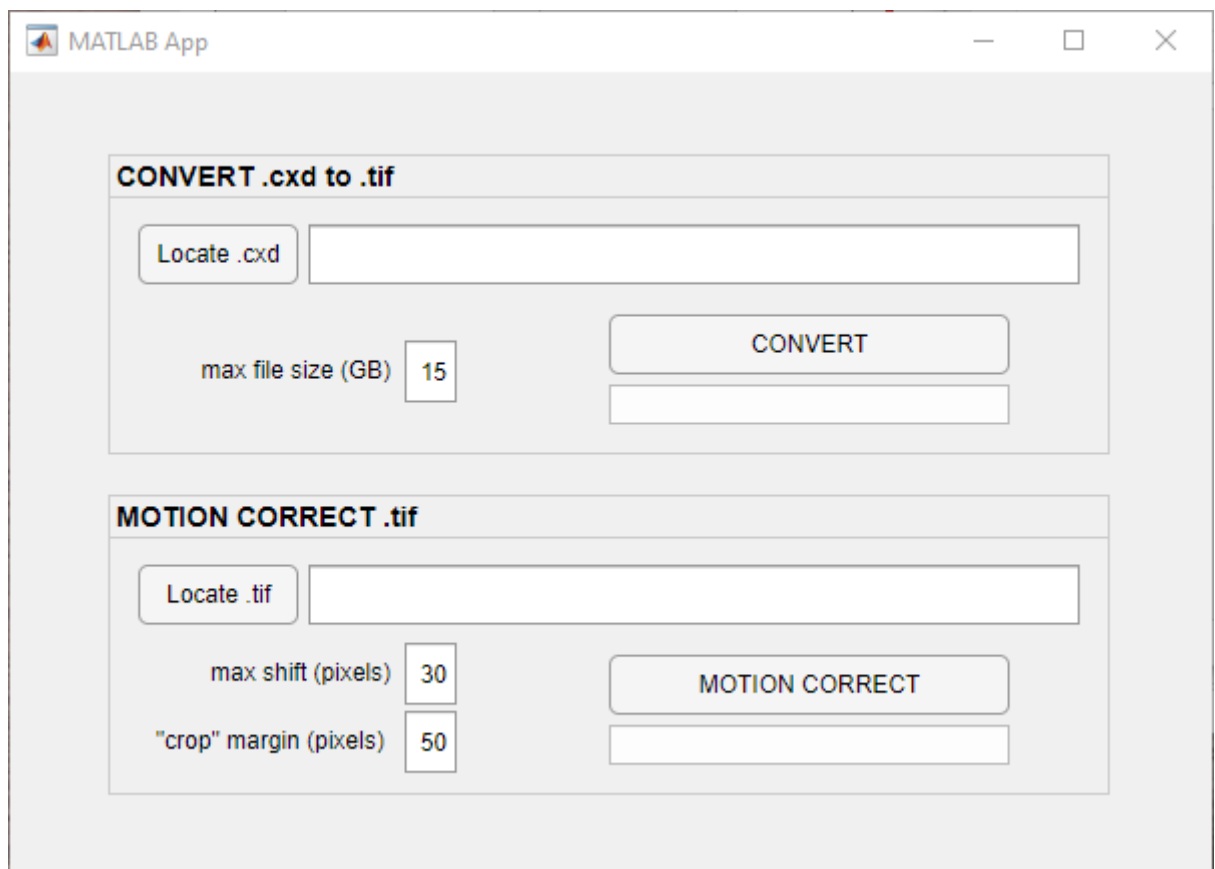 MATLAB App
CONVERT .cxd to .tif
Locate .cxd
CONVERT
max file size (GB) 15
MOTION CORRECT .tif
Locate .tif
max shift (pixels) 30
MOTION CORRECT
"crop" margin (pixels) 50